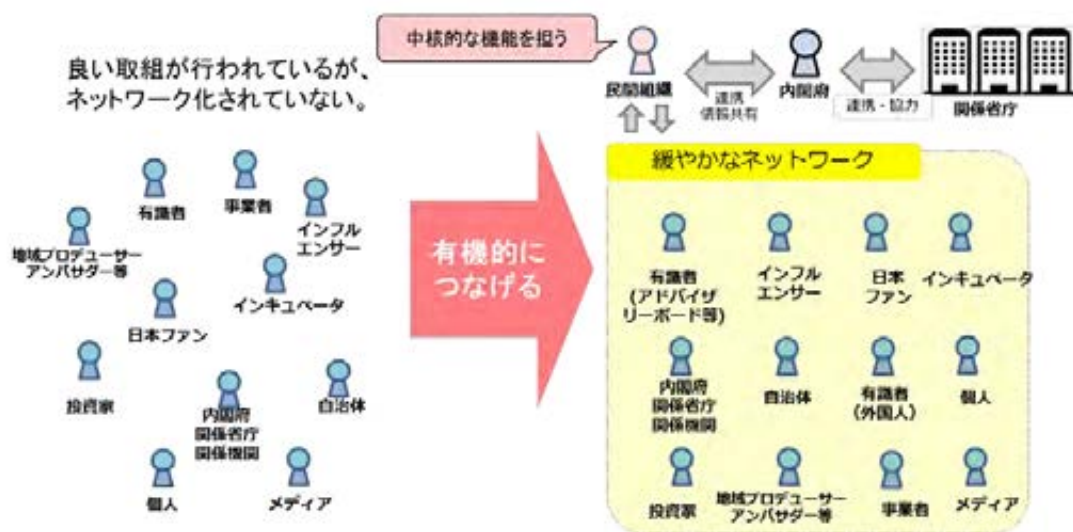 中核的な機能を担う
良い取組が行われているが、
ネットワーク化されていない。
民間組織
連携
情報共有
内閣府
連携・協力
関係省庁
有識者
事業者
インフル
エンサー
地域プロデューサー
アンバサダー等
インキュベータ
日本ファン
投資家
内閣府
関係省庁
関係機関
自治体
個人
メディア
有機的に
つなげる
緩やかなネットワーク
有識者
(アドバイザ
リーボード等)
インフル
エンサー
日本
ファン
インキュベータ
内閣府
関係省庁
関係機関
自治体
有識者
(外国人)
個人
投資家
地域プロデューサー
アンバサダー等
事業者
メディア